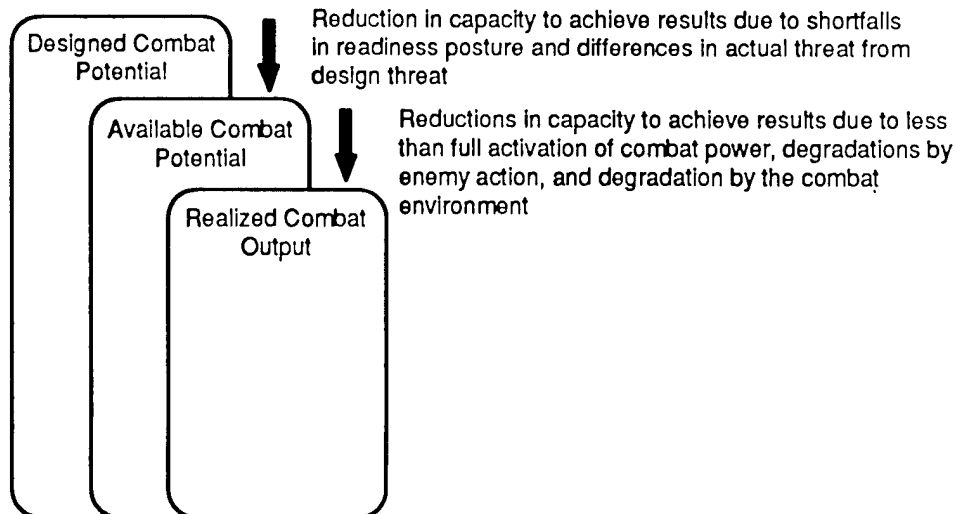 Designed Combat
Potential
Reduction in capacity to achieve results due to shortfalls
in readiness posture and differences in actual threat from
design threat
Available Combat
Potential
Reductions in capacity to achieve results due to less
than full activation of combat power, degradations by
enemy action, and degradation by the combat
environment
Realized Combat
Output